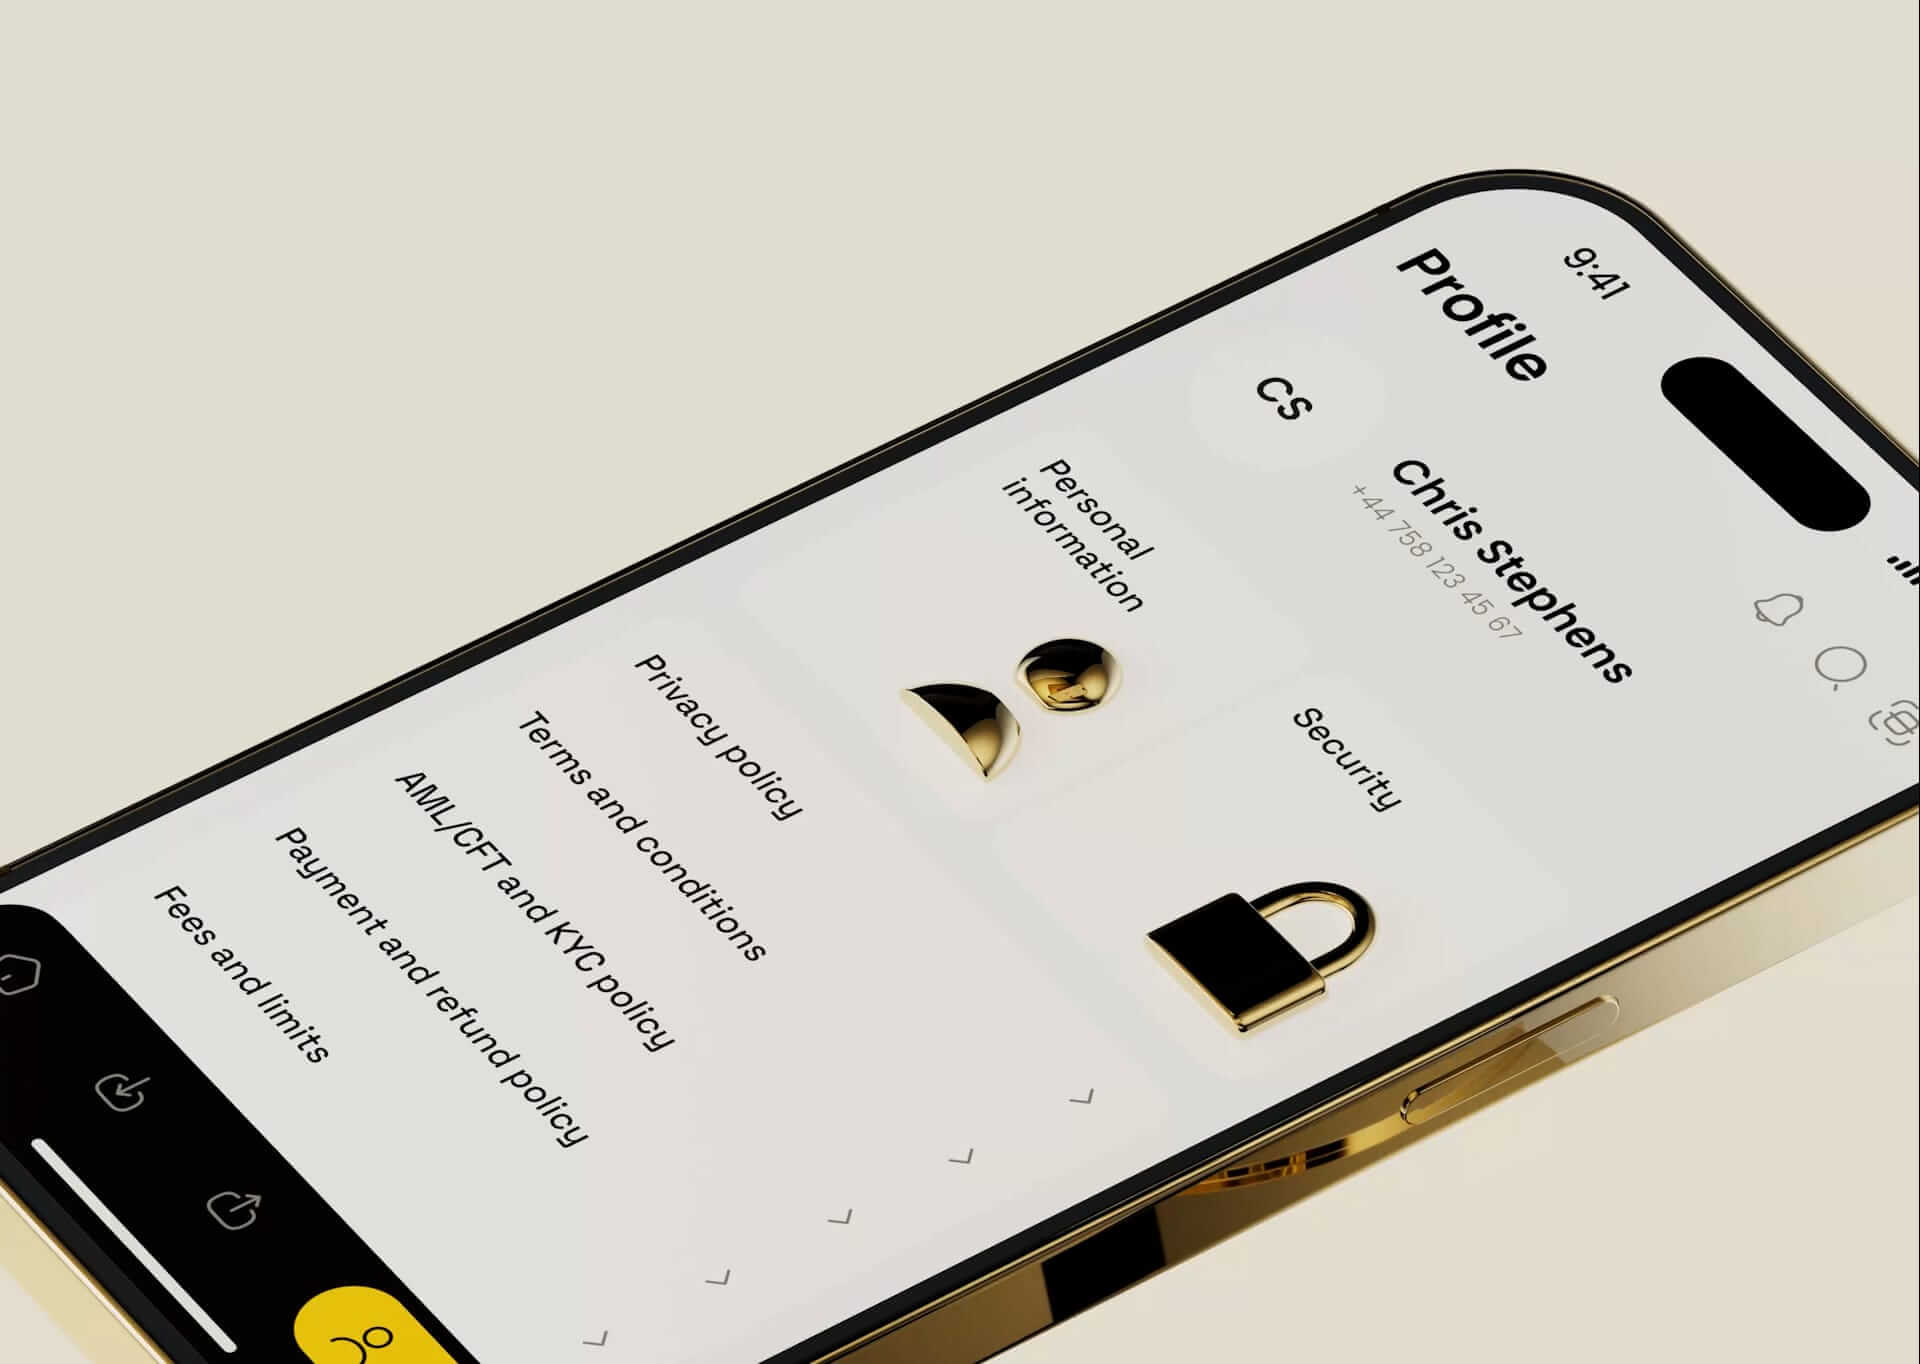 9:41
Profile
CS
Chris Stephens
+44 758 123 45 67
Personal
information
Security
Privacy policy
Terms and conditions
AML/CFT and KYC policy
Payment and refund policy
Fees and limits